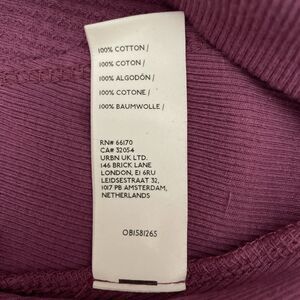 100% COTTON /
100% COTON /
100% ALGODÓN /
100% COTONE /
100% BAUMWOLLE /
RN# 66170
CA# 32054
URBN UK LTD.
146 BRICK LANE
LONDON, E1 6RU
LEIDSESTRAAT 32,
1017 PB AMSTERDAM,
NETHERLANDS
OB1581265